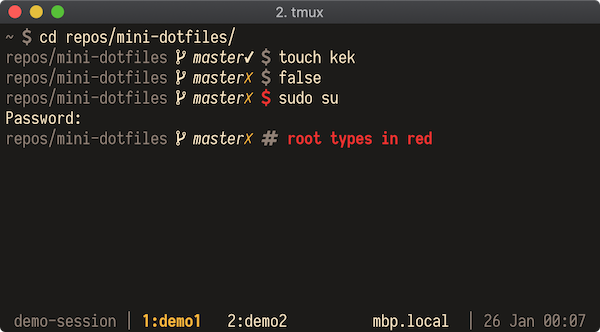 2. tmux
~ $ cd repos/mini-dotfiles/
repos/mini-dotfiles master✔ $ touch kek
repos/mini-dotfiles master✗ $ false
repos/mini-dotfiles master✗ $ sudo su
Password:
repos/mini-dotfiles master✗ # root types in red
demo-session | 1:demo1 2:demo2 mbp.local | 26 Jan 00:07